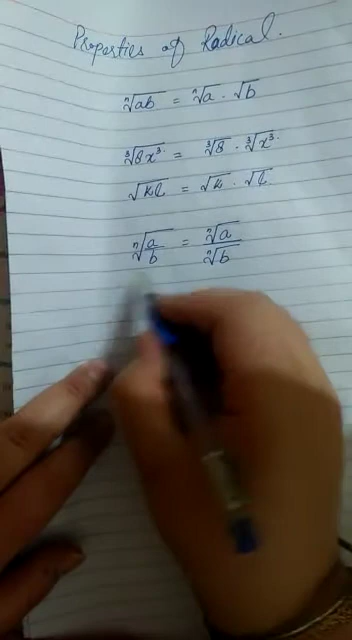 Properties of Radical.
ⁿ√ab = ⁿ√a · √b
³√8x³ = ³√8 · ³√x³.
√kl = √k · √l
ⁿ√a/b = ⁿ√a/ⁿ√b